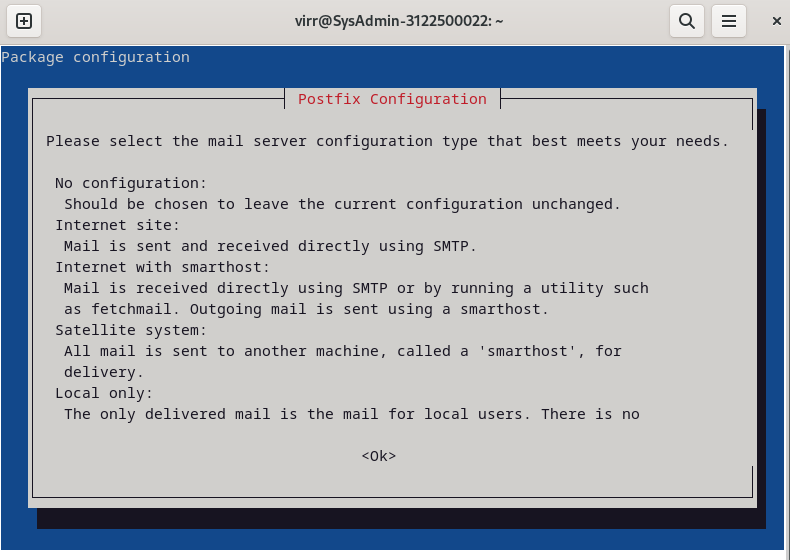 virr@SysAdmin-3122500022: ~
Package configuration
Postfix Configuration
Please select the mail server configuration type that best meets your needs.
No configuration:
Should be chosen to leave the current configuration unchanged.
Internet site:
Mail is sent and received directly using SMTP.
Internet with smarthost:
Mail is received directly using SMTP or by running a utility such
as fetchmail. Outgoing mail is sent using a smarthost.
Satellite system:
All mail is sent to another machine, called a 'smarthost', for
delivery.
Local only:
The only delivered mail is the mail for local users. There is no
<Ok>